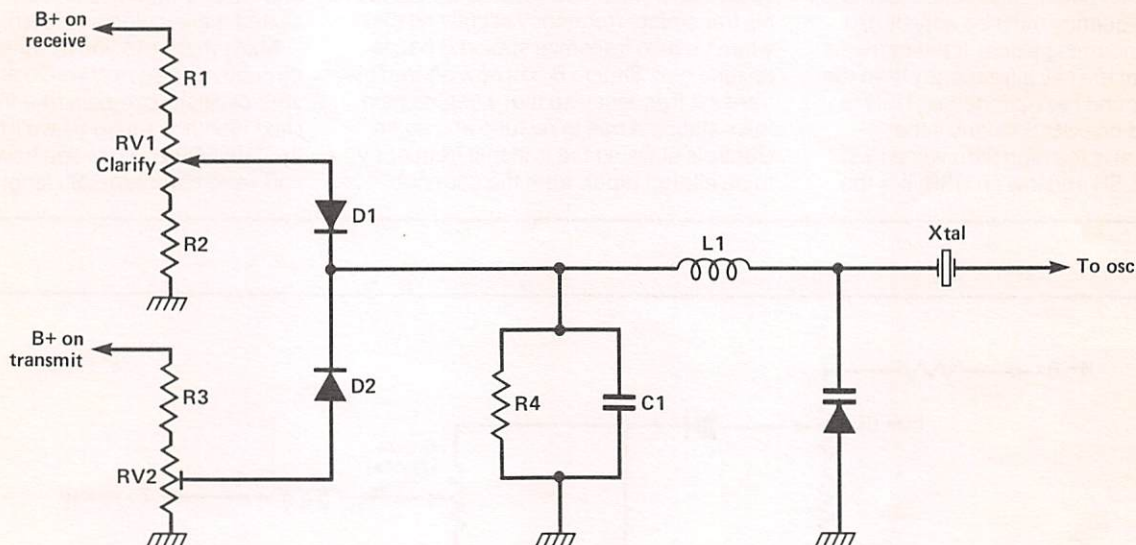 B+ on
receive
R1
RV1
Clarify
R2
D1
L1
Xtal
To osc
B+ on
transmit
R3
RV2
D2
R4
C1